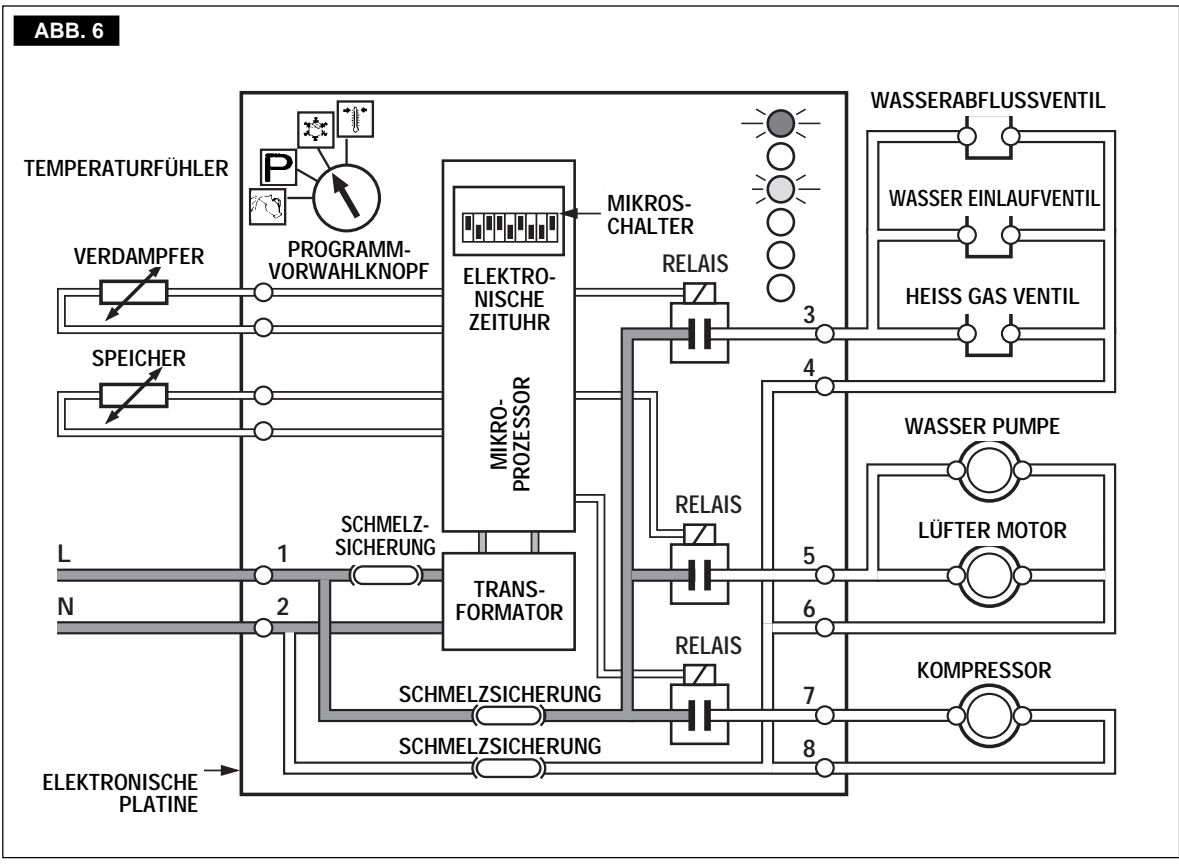 ABB. 6
WASSERABFLUSSVENTIL
TEMPERATURFÜHLER
P
MIKROS-
SCHALTER
WASSER EINLAUFVENTIL
VERDAMPFER
PROGRAMM-
VORWAHLKNOPF
ELEKTRO-
NISCHE
ZEITUHR
RELAIS
HEISS GAS VENTIL
3
SPEICHER
4
MIKRO-
PROZESSOR
WASSER PUMPE
RELAIS
SCHMELZ-
SICHERUNG
LÜFTER MOTOR
L
1
5
TRANS-
FORMATOR
N
2
6
RELAIS
KOMPRESSOR
SCHMELZSICHERUNG
7
SCHMELZSICHERUNG
8
ELEKTRONISCHE
PLATINE